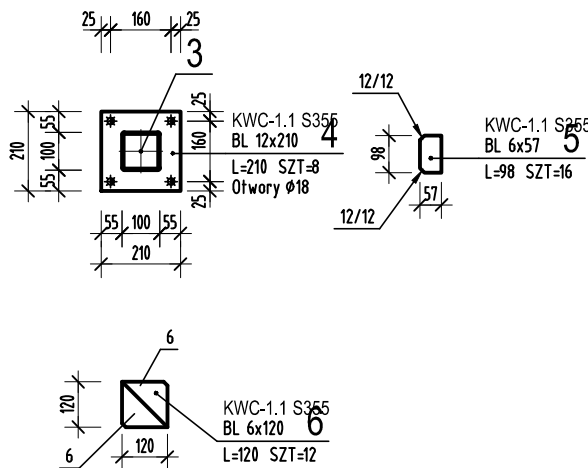 25 160 25
3
25
KWC-1.1 S355
4
BL 12x210
L=210 SZT=8
Otwory Ø18
210
55
100
55
160
25
55 100 55
210
12/12
KWC-1.1 S355
5
BL 6x57
L=98 SZT=16
98
57
12/12
6
120
KWC-1.1 S355
6
BL 6x120
L=120 SZT=12
120
6